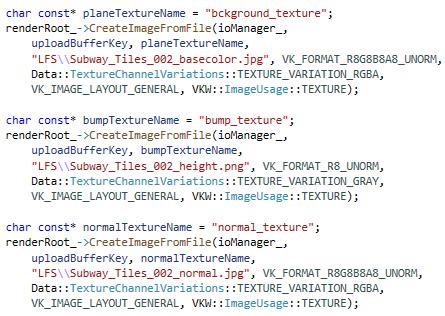 char const* planeTextureName = "bckground_texture";
renderRoot_->CreateImageFromFile(ioManager_,
uploadBufferKey, planeTextureName,
"LFS\\Subway_Tiles_002_basecolor.jpg", VK_FORMAT_R8G8B8A8_UNORM,
Data::TextureChannelVariations::TEXTURE_VARIATION_RGBA,
VK_IMAGE_LAYOUT_GENERAL, VKW::ImageUsage::TEXTURE);
char const* bumpTextureName = "bump_texture";
renderRoot_->CreateImageFromFile(ioManager_,
uploadBufferKey, bumpTextureName,
"LFS\\Subway_Tiles_002_height.png", VK_FORMAT_R8_UNORM,
Data::TextureChannelVariations::TEXTURE_VARIATION_GRAY,
VK_IMAGE_LAYOUT_GENERAL, VKW::ImageUsage::TEXTURE);
char const* normalTextureName = "normal_texture";
renderRoot_->CreateImageFromFile(ioManager_,
uploadBufferKey, normalTextureName,
"LFS\\Subway_Tiles_002_normal.jpg", VK_FORMAT_R8G8B8A8_UNORM,
Data::TextureChannelVariations::TEXTURE_VARIATION_RGBA,
VK_IMAGE_LAYOUT_GENERAL, VKW::ImageUsage::TEXTURE);